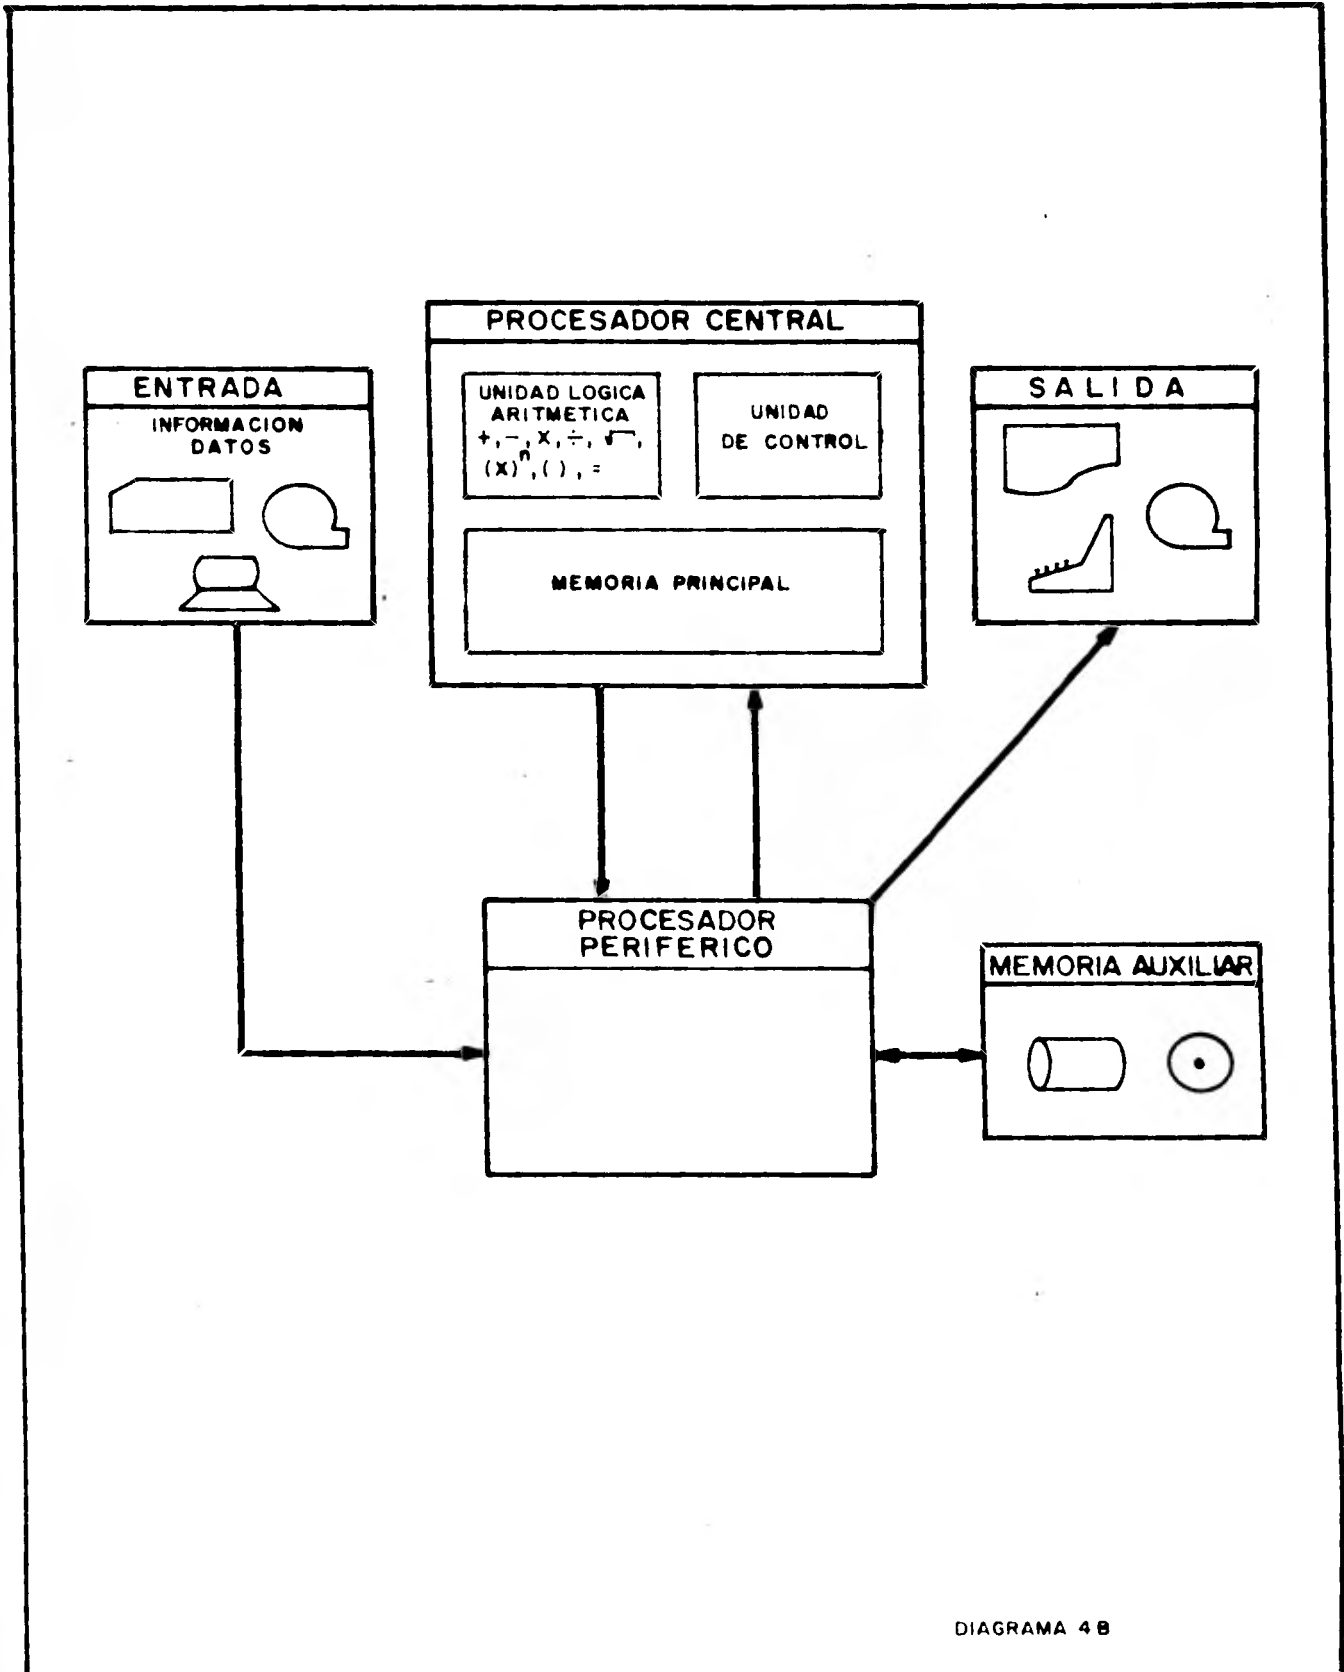 PROCESADOR CENTRAL
ENTRADA
INFORMACION
DATOS
UNIDAD LOGICA
ARITMETICA
+,-,X,÷,√,
(X)ⁿ,( ),=
UNIDAD
DE CONTROL
MEMORIA PRINCIPAL
SALIDA
PROCESADOR
PERIFERICO
MEMORIA AUXILIAR
DIAGRAMA 4B